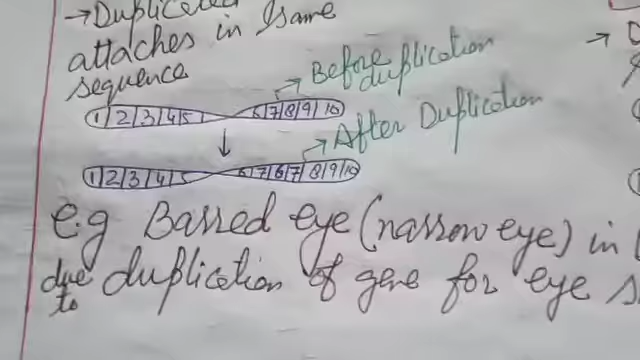 →Duplicated
attaches in same
sequence
→ Before
duplication
1 2 3 4 5 6 7 8 9 10
→ After Duplication
↓
1 2 3 4 5 6 7 6 7 8 9 10
e.g Barred eye (narrow eye) in
due to duplication of gene for eye